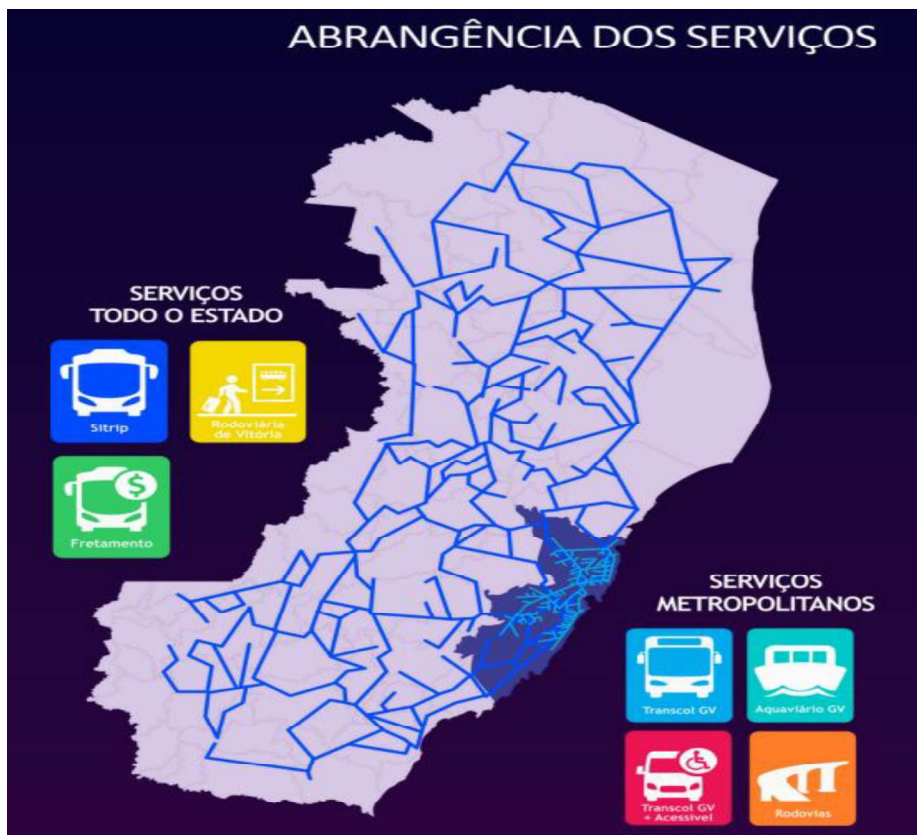 ABRANGÊNCIA DOS SERVIÇOS
SERVIÇOS
TODO O ESTADO
Sitrip
Rodoviária
de Vitória
$
Fretamento
SERVIÇOS
METROPOLITANOS
Transcol GV
Aquaviário GV
Transcol GV
+ Acessível
Rodovias